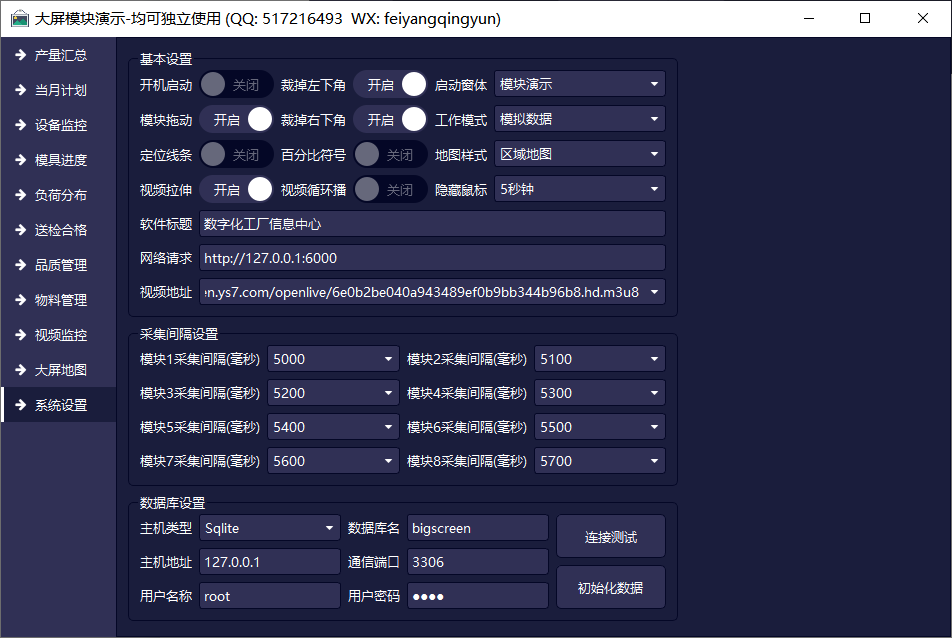 大屏模块演示-均可独立使用 (QQ: 517216493  WX: feiyangqingyun)
产量汇总
当月计划
设备监控
模具进度
负荷分布
送检合格
品质管理
物料管理
视频监控
大屏地图
系统设置
基本设置
开机启动 关闭 裁掉左下角 开启 启动窗体 模块演示
模块拖动 开启 裁掉右下角 开启 工作模式 模拟数据
定位线条 关闭 百分比符号 关闭 地图样式 区域地图
视频拉伸 开启 视频循环播 关闭 隐藏鼠标 5秒钟
软件标题 数字化工厂信息中心
网络请求 http://127.0.0.1:6000
视频地址 en.ys7.com/openlive/6e0b2be040a943489ef0b9bb344b96b8.hd.m3u8
采集间隔设置
模块1采集间隔(毫秒) 5000 模块2采集间隔(毫秒) 5100
模块3采集间隔(毫秒) 5200 模块4采集间隔(毫秒) 5300
模块5采集间隔(毫秒) 5400 模块6采集间隔(毫秒) 5500
模块7采集间隔(毫秒) 5600 模块8采集间隔(毫秒) 5700
数据库设置
主机类型 Sqlite 数据库名 bigscreen
主机地址 127.0.0.1 通信端口 3306
用户名称 root 用户密码 ●●●●
连接测试
初始化数据